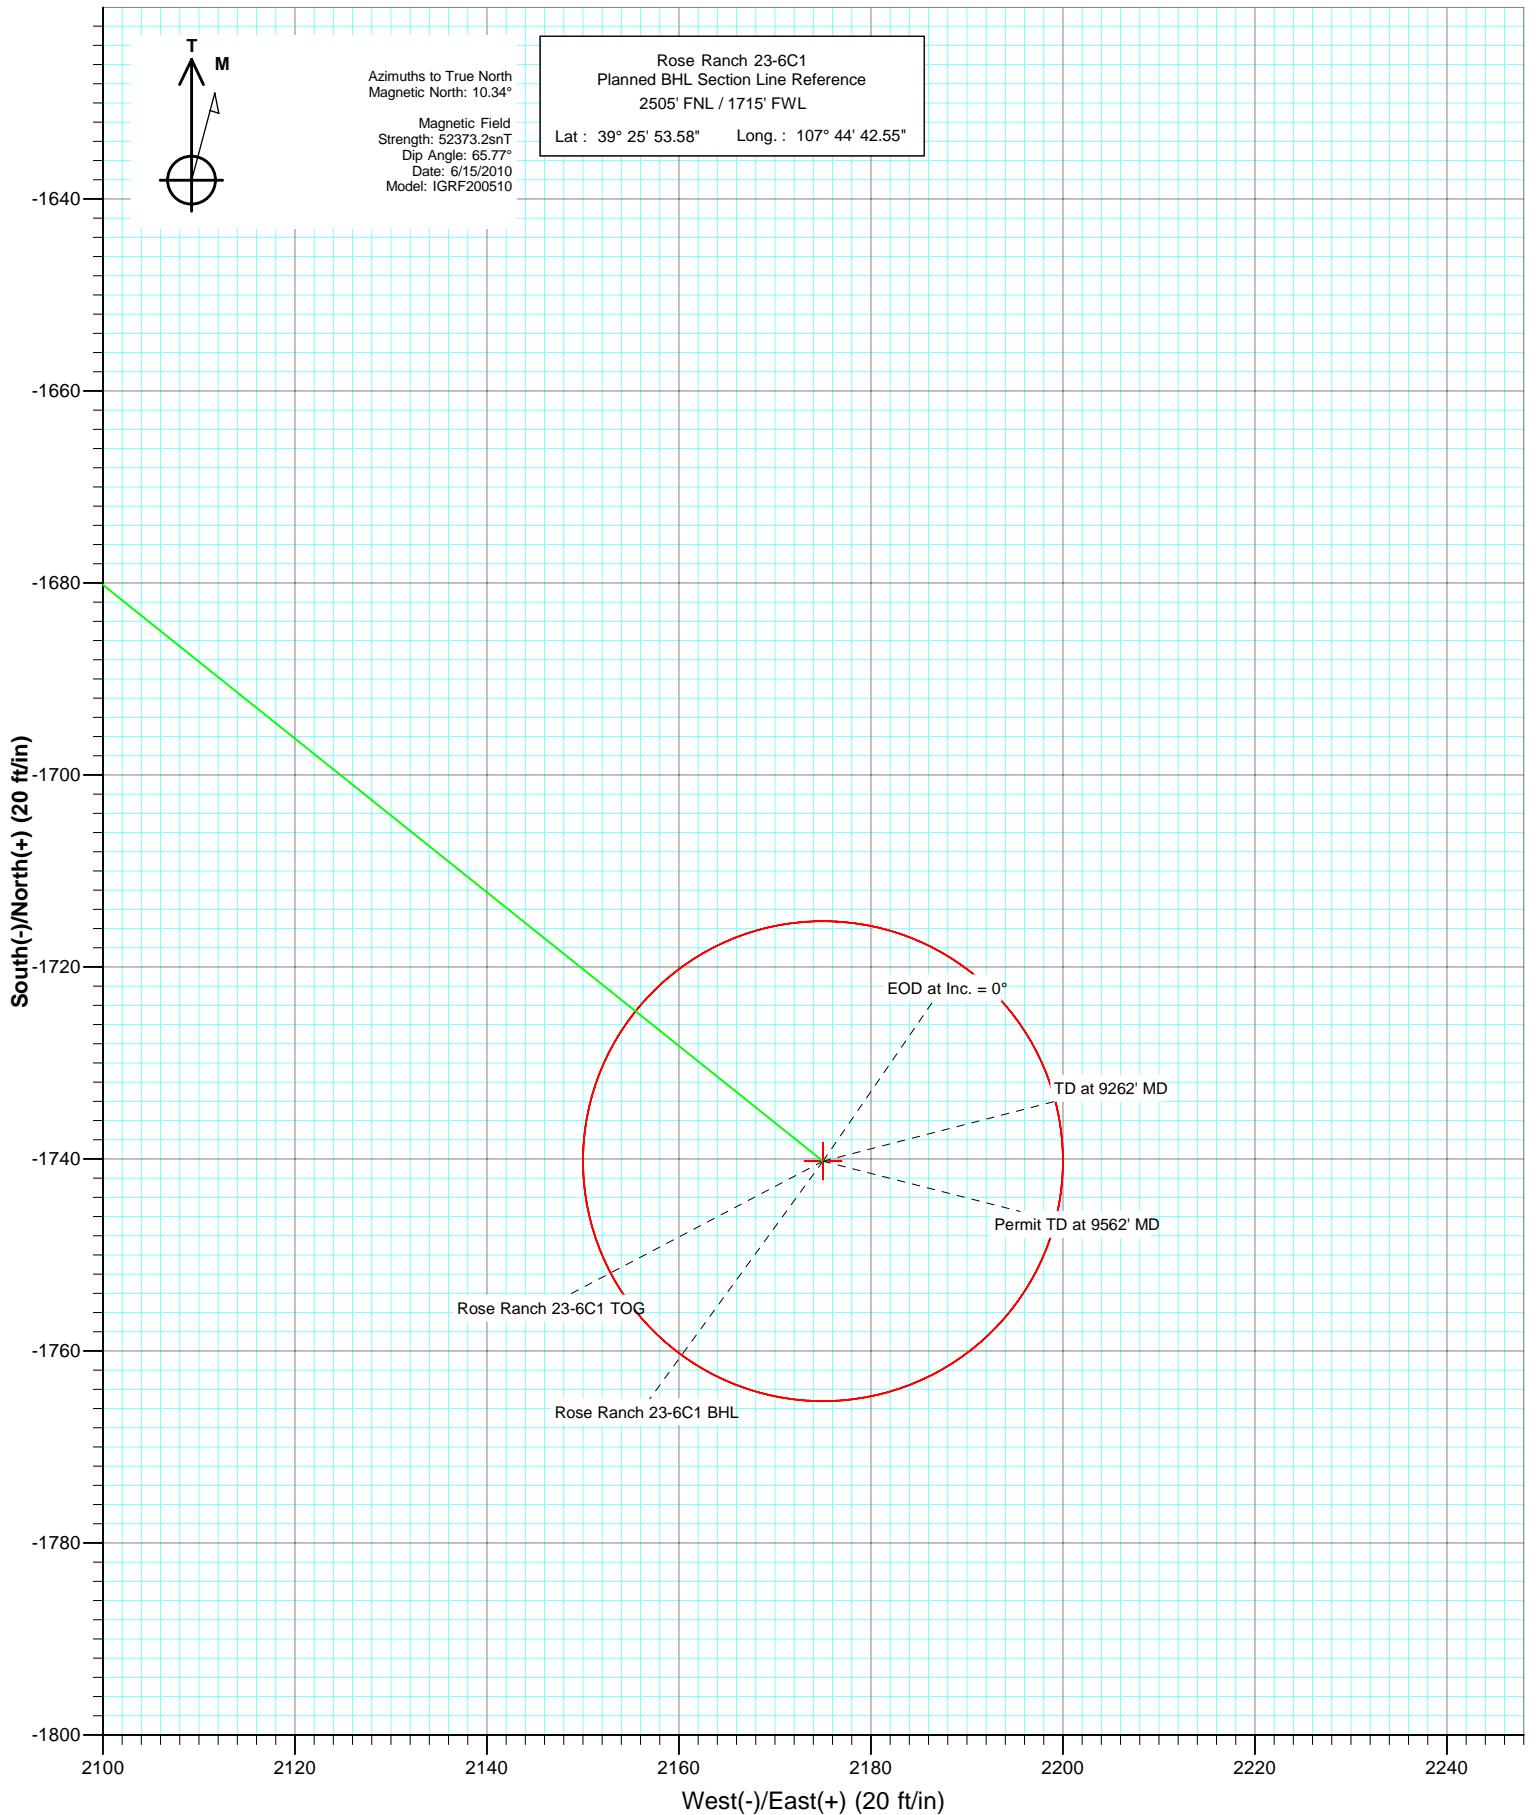 T
M
Azimuths to True North
Magnetic North: 10.34°
Magnetic Field
Strength: 52373.2snT
Dip Angle: 65.77°
Date: 6/15/2010
Model: IGRF200510
Rose Ranch 23-6C1
Planned BHL Section Line Reference
2505' FNL / 1715' FWL
Lat : 39° 25' 53.58" Long. : 107° 44' 42.55"
South(-)/North(+) (20 ft/in)
-1640
-1660
-1680
-1700
-1720
-1740
-1760
-1780
-1800
EOD at Inc. = 0°
TD at 9262' MD
Permit TD at 9562' MD
Rose Ranch 23-6C1 TOG
Rose Ranch 23-6C1 BHL
2100 2120 2140 2160 2180 2200 2220 2240
West(-)/East(+) (20 ft/in)